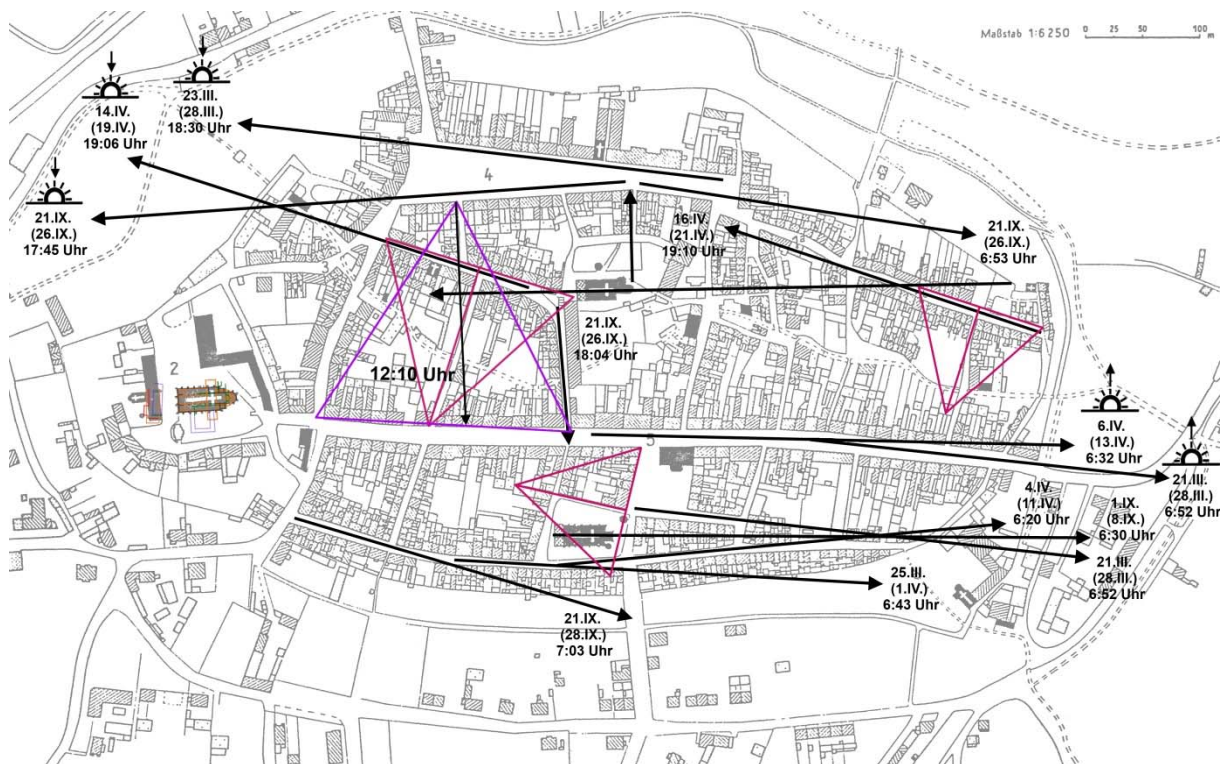 Maßstab 1:6250
0 25 50 100 m
23.III.
(28.III.)
18:30 Uhr
14.IV.
(19.IV.)
19:06 Uhr
21.IX.
(26.IX.)
17:45 Uhr
4
16.IV.
(21.IV.)
19:10 Uhr
21.IX.
(26.IX.)
6:53 Uhr
21.IX.
(26.IX.)
18:04 Uhr
12:10 Uhr
2
5
6.IV.
(13.IV.)
6:32 Uhr
21.III.
(28.III.)
6:52 Uhr
4.IV.
(11.IV.)
6:20 Uhr
1.IX.
(8.IX.)
6:30 Uhr
21.III.
(28.III.)
6:52 Uhr
25.III.
(1.IV.)
6:43 Uhr
21.IX.
(28.IX.)
7:03 Uhr